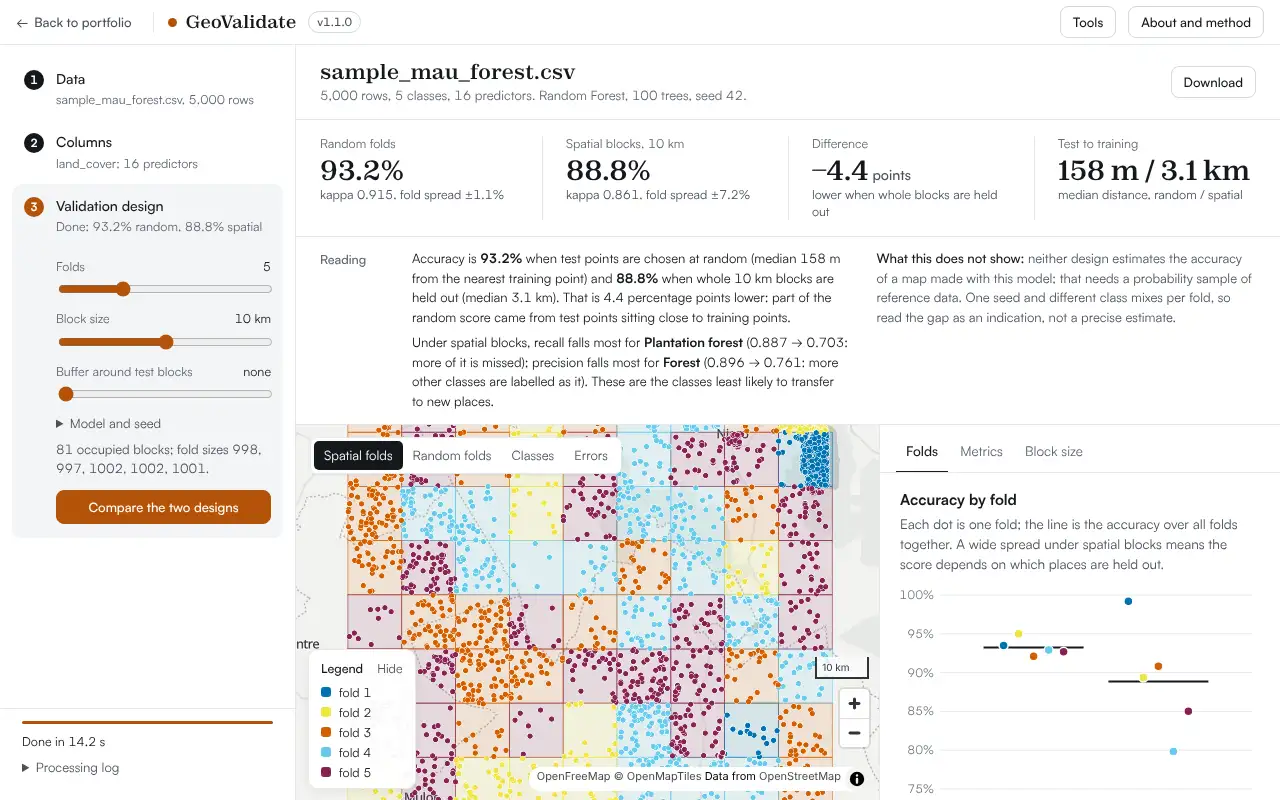 ← Back to portfolio
GeoValidate
v1.1.0
Tools
About and method
1 Data
sample_mau_forest.csv, 5,000 rows
2 Columns
land_cover: 16 predictors
3 Validation design
Done: 93.2% random, 88.8% spatial
Folds 5
Block size 10 km
Buffer around test blocks none
Model and seed
81 occupied blocks; fold sizes 998,
997, 1002, 1002, 1001.
Compare the two designs
Done in 14.2 s
Processing log
sample_mau_forest.csv
5,000 rows, 5 classes, 16 predictors. Random Forest, 100 trees, seed 42.
Download
Random folds
93.2%
kappa 0.915, fold spread ±1.1%
Spatial blocks, 10 km
88.8%
kappa 0.861, fold spread ±7.2%
Difference
−4.4 points
lower when whole blocks are held
out
Test to training
158 m / 3.1 km
median distance, random / spatial
Reading
Accuracy is 93.2% when test points are chosen at random (median 158 m
from the nearest training point) and 88.8% when whole 10 km blocks are
held out (median 3.1 km). That is 4.4 percentage points lower: part of the
random score came from test points sitting close to training points.
Under spatial blocks, recall falls most for Plantation forest (0.887 → 0.703:
more of it is missed); precision falls most for Forest (0.896 → 0.761: more
other classes are labelled as it). These are the classes least likely to transfer
to new places.
What this does not show: neither design estimates the accuracy
of a map made with this model; that needs a probability sample of
reference data. One seed and different class mixes per fold, so
read the gap as an indication, not a precise estimate.
Spatial folds
Random folds
Classes
Errors
ntre
Legend Hide
fold 1
fold 2
fold 3
fold 4
fold 5
10 km
+
−
OpenFreeMap © OpenMapTiles Data from OpenStreetMap
Folds
Metrics
Block size
Accuracy by fold
Each dot is one fold; the line is the accuracy over all folds
together. A wide spread under spatial blocks means the
score depends on which places are held out.
100%
95%
90%
85%
80%
75%